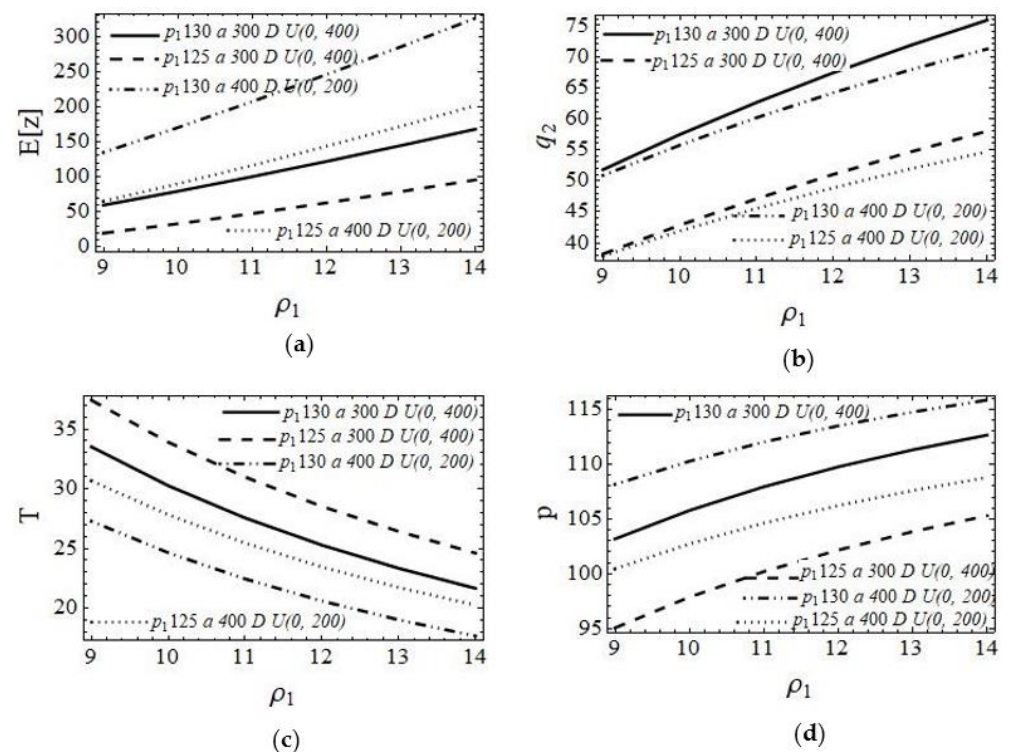 p₁130 a 300 D U(0, 400)
p₁125 a 300 D U(0, 400)
p₁130 a 400 D U(0, 200)
p₁125 a 400 D U(0, 200)
E[z]
300
250
200
150
100
50
0
9 10 11 12 13 14
ρ₁
(a)
p₁130 a 300 D U(0, 400)
p₁125 a 300 D U(0, 400)
p₁130 a 400 D U(0, 200)
p₁125 a 400 D U(0, 200)
q₂
75
70
65
60
55
50
45
40
9 10 11 12 13 14
ρ₁
(b)
p₁130 a 300 D U(0, 400)
p₁125 a 300 D U(0, 400)
p₁130 a 400 D U(0, 200)
p₁125 a 400 D U(0, 200)
T
35
30
25
20
9 10 11 12 13 14
ρ₁
(c)
p₁130 a 300 D U(0, 400)
p₁125 a 300 D U(0, 400)
p₁130 a 400 D U(0, 200)
p₁125 a 400 D U(0, 200)
p
115
110
105
100
95
9 10 11 12 13 14
ρ₁
(d)